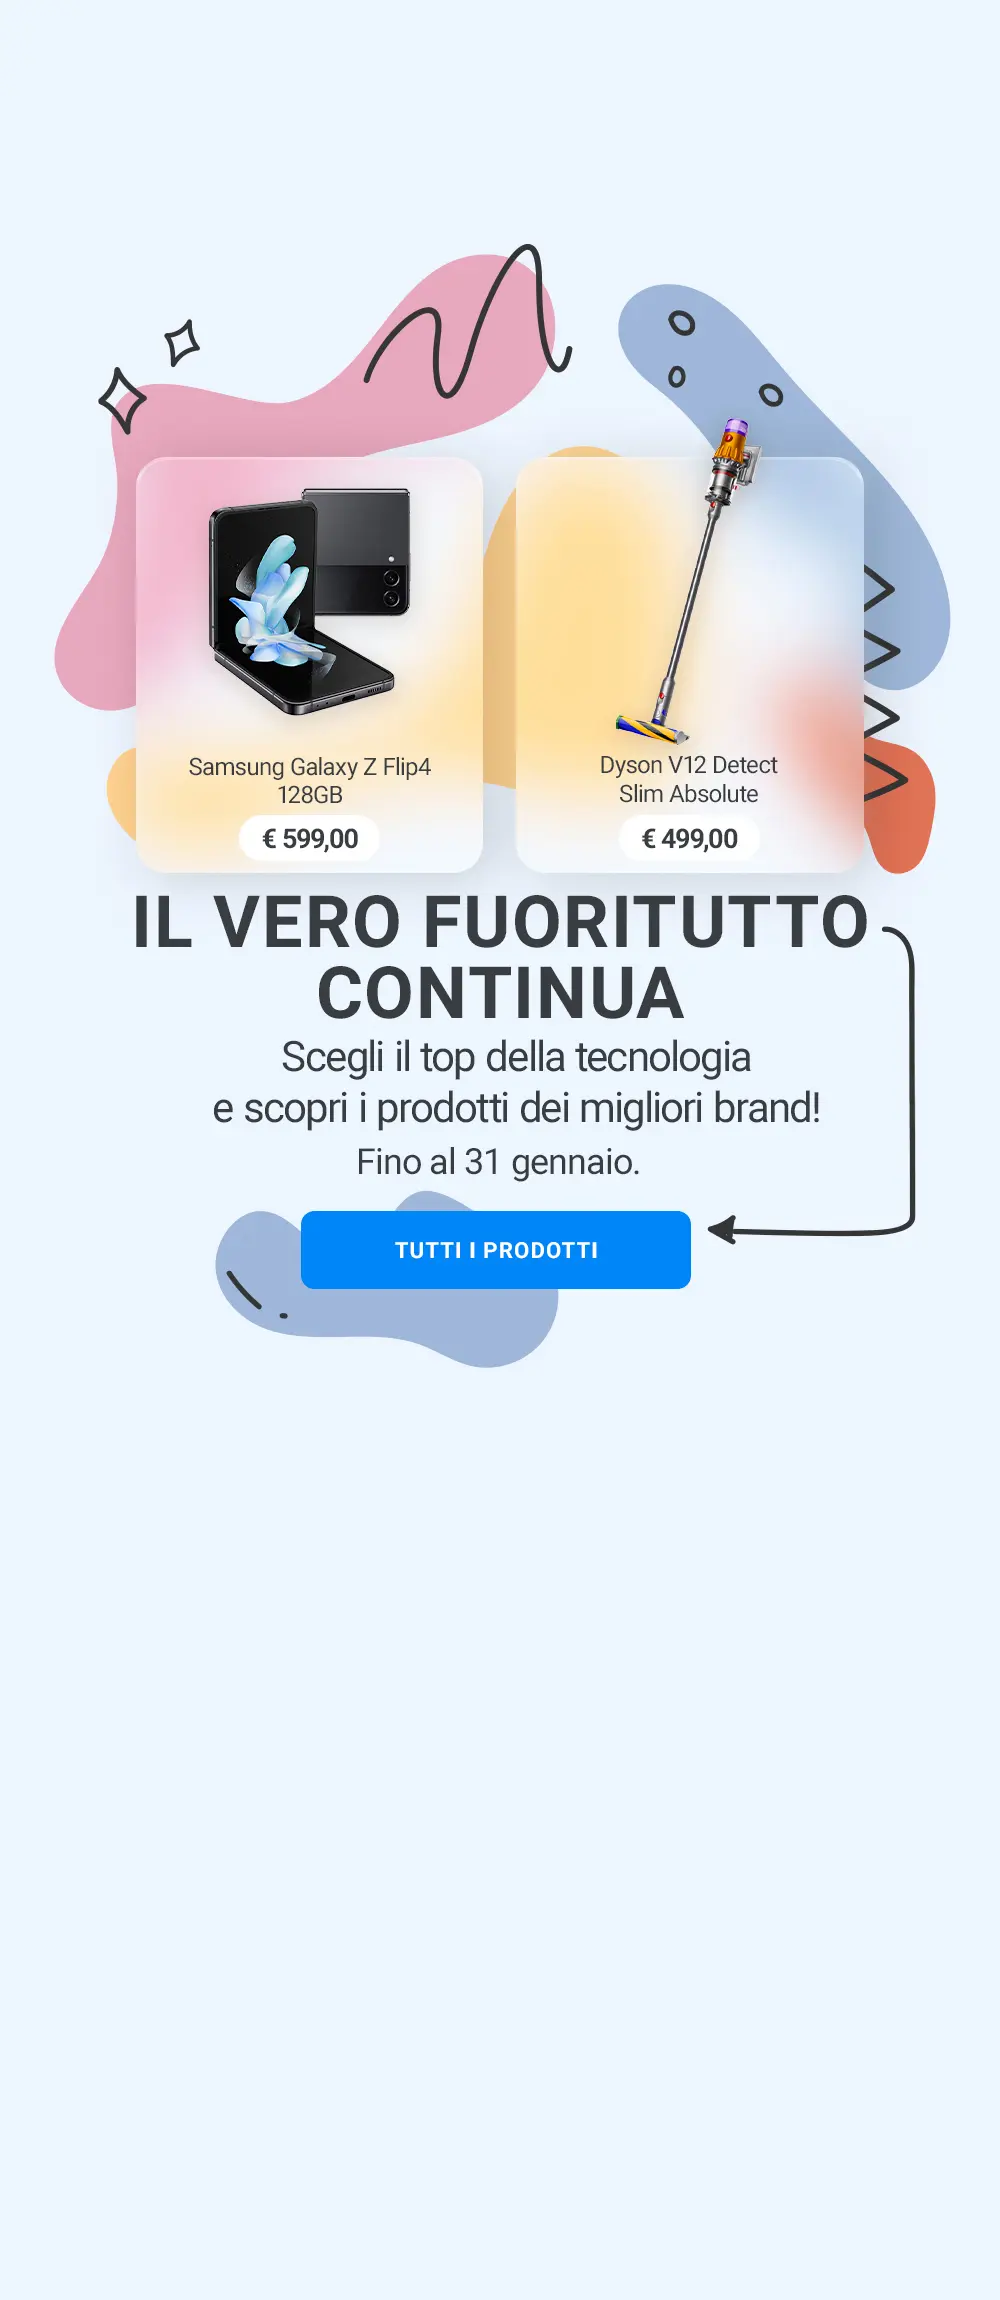 Samsung Galaxy Z Flip4
128GB
€ 599,00
Dyson V12 Detect
Slim Absolute
€ 499,00
IL VERO FUORITUTTO
CONTINUA
Scegli il top della tecnologia
e scopri i prodotti dei migliori brand!
Fino al 31 gennaio.
TUTTI I PRODOTTI